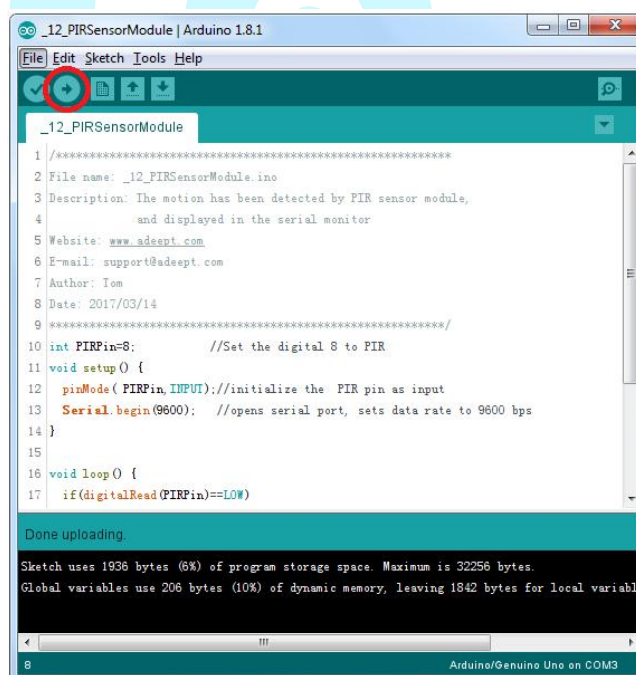 _12_PIRSensorModule | Arduino 1.8.1
File Edit Sketch Tools Help
_12_PIRSensorModule
1 /***********************************************************
2 File name: _12_PIRSensorModule.ino
3 Description: The motion has been detected by PIR sensor module,
4 and displayed in the serial monitor
5 Website: www.adeept.com
6 E-mail: support@adeept.com
7 Author: Tom
8 Date: 2017/03/14
9 ***********************************************************/
10 int PIRPin=8; //Set the digital 8 to PIR
11 void setup() {
12 pinMode( PIRPin,INPUT);//initialize the PIR pin as input
13 Serial.begin(9600); //opens serial port, sets data rate to 9600 bps
14 }
15
16 void loop() {
17 if(digitalRead(PIRPin)==LOW)
Done uploading.
Sketch uses 1936 bytes (6%) of program storage space. Maximum is 32256 bytes.
Global variables use 206 bytes (10%) of dynamic memory, leaving 1842 bytes for local variabl
8 Arduino/Genuino Uno on COM3